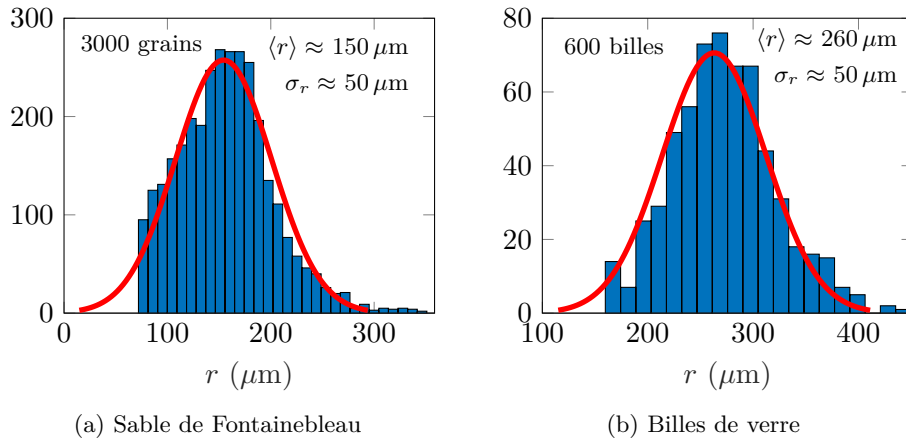 3000 grains
⟨r⟩ ≈ 150 μm
σr ≈ 50 μm
300
200
100
0
0 100 200 300
r (μm)
(a) Sable de Fontainebleau
600 billes
⟨r⟩ ≈ 260 μm
σr ≈ 50 μm
80
60
40
20
0
100 200 300 400
r (μm)
(b) Billes de verre